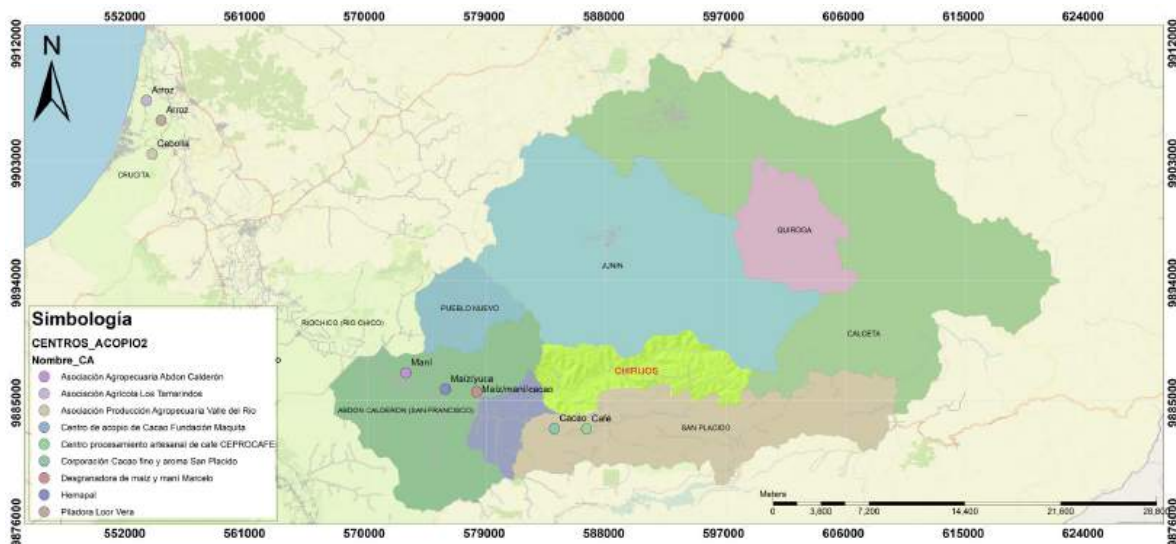 552000 561000 570000 579000 588000 597000 606000 615000 624000
9912000 9912000
N
Arroz
Arroz
9903000 9903000
Cebolla
CRUCITA
QUIROGA
JUNIN
9894000 9894000
PUEBLO NUEVO
RIOCHICO (RIO CHICO)
CALCETA
Simbología
CENTROS_ACOPIO2
Nombre_CA
Asociación Agropecuaria Abdon Calderón
Asociación Agrícola Los Tamarindos
Asociación Producción Agropecuaria Valle del Rio
Centro de acopio de Cacao Fundación Maquita
Centro procesamiento artesanal de café CEPROCAFE
Corporación Cacao fino y aroma San Placido
Desgranadora de maíz y maní Marcelo
Hemapal
Piladora Loor Vera
Maní
Maíz/yuca
Maíz/maní/cacao
CHIRIJOS
9885000 9885000
ABDON CALDERON (SAN FRANCISCO)
Cacao Café
SAN PLACIDO
Meters
0 3,600 7,200 14,400 21,600 28,800
9876000 9876000
552000 561000 570000 579000 588000 597000 606000 615000 624000